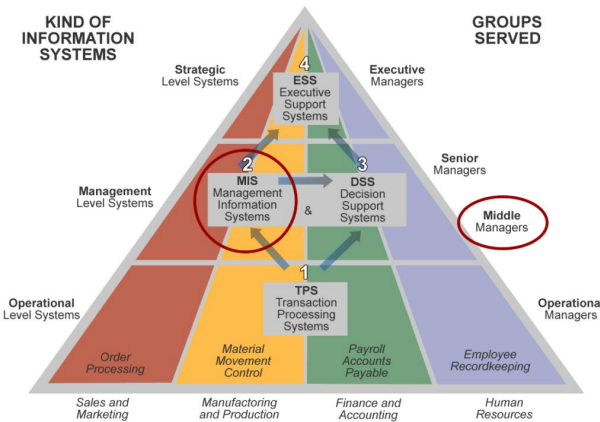 KIND OF
INFORMATION
SYSTEMS
GROUPS
SERVED
4
Strategic
Level Systems
ESS
Executive
Support
Systems
Executive
Managers
2
3
Senior
Managers
Management
Level Systems
MIS
Management
Information
Systems
&
DSS
Decision
Support
Systems
Middle
Managers
1
Operational
Level Systems
TPS
Transaction
Processing
Systems
Operationa
Managers
Order
Processing
Material
Movement
Control
Payroll
Accounts
Payable
Employee
Recordkeeping
Sales and
Marketing
Manufactoring
and Production
Finance and
Accounting
Human
Resources